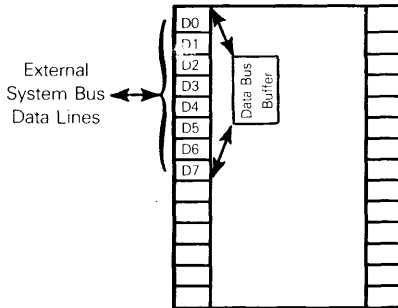 External
System Bus
Data Lines
D0
D1
D2
D3
D4
D5
D6
D7
Data Bus
Buffer